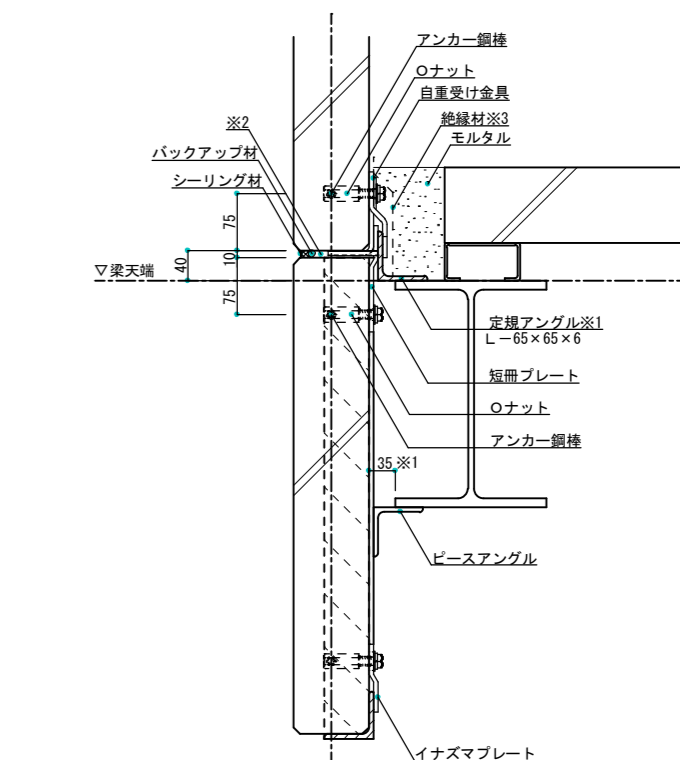 アンカー鋼棒
Oナット
自重受け金具
絶縁材※3
モルタル
※2
バックアップ材
シーリング材
75
10
40
75
▽梁天端
定規アングル※1
L－65×65×6
短冊プレート
Oナット
アンカー鋼棒
35 ※1
ピースアングル
イナズマプレート